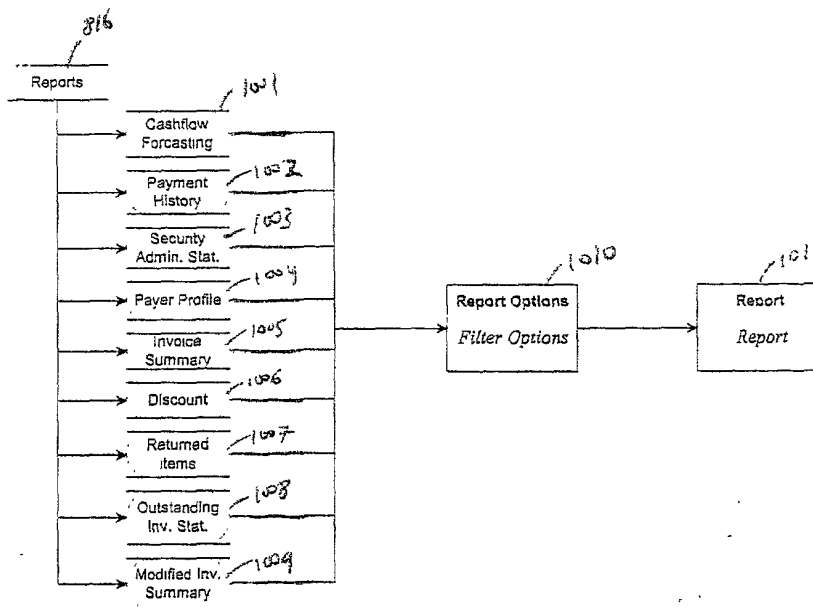 816
Reports
1001
Cashflow
Forcasting
1002
Payment
History
1003
Security
Admin. Stat.
1004
Payer Profile
1005
Invoice
Summary
1006
Discount
1007
Returned
Items
1008
Outstanding
Inv. Stat.
1009
Modified Inv.
Summary
1010
Report Options
Filter Options
101
Report
Report